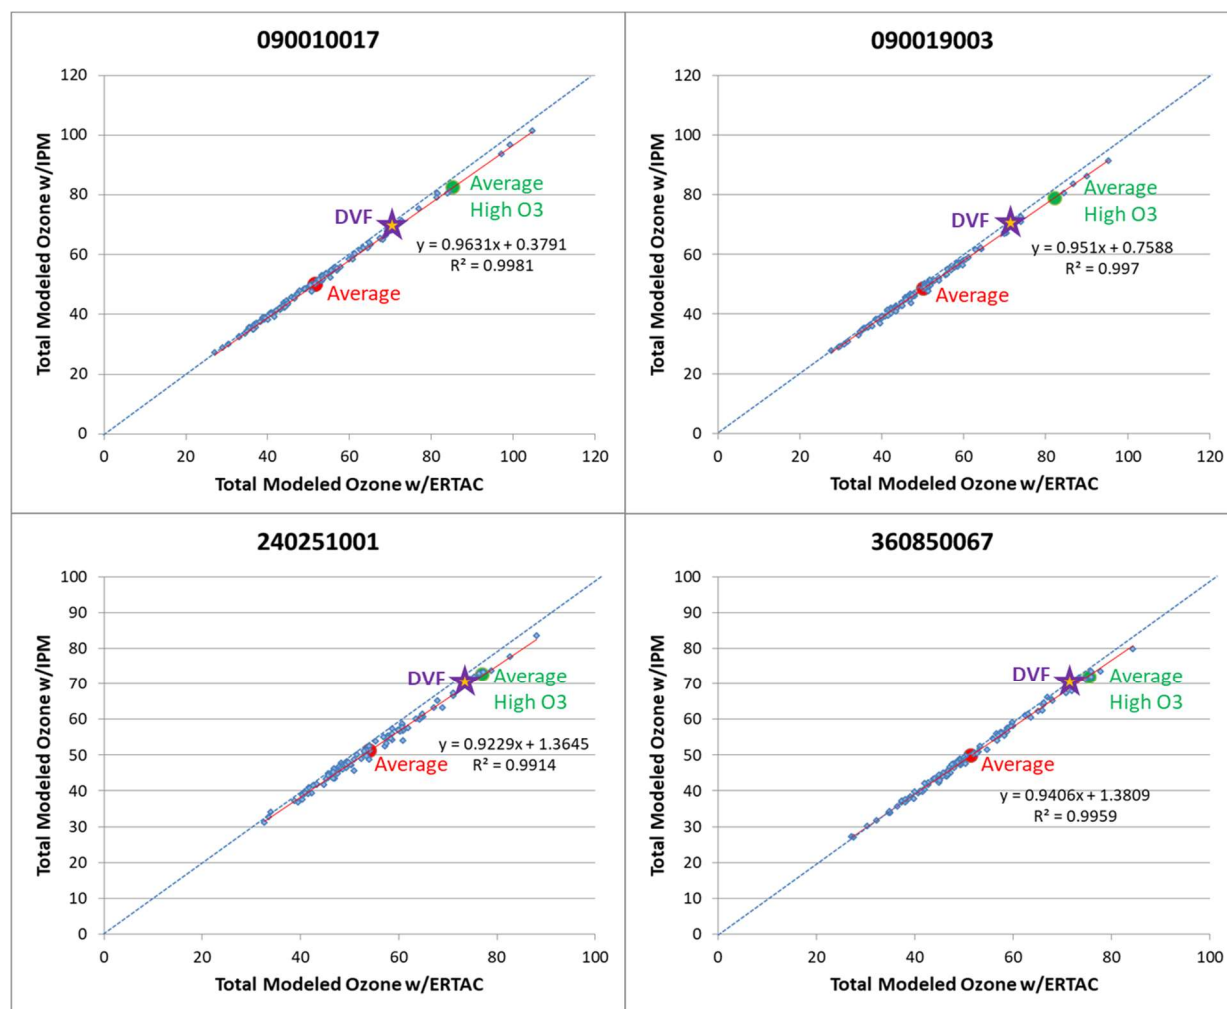 090010017
Total Modeled Ozone w/IPM
120
100
80
60
40
20
0
DVF
Average
High O3
y = 0.9631x + 0.3791
R² = 0.9981
Average
0 20 40 60 80 100 120
Total Modeled Ozone w/ERTAC
090019003
Total Modeled Ozone w/IPM
120
100
80
60
40
20
0
DVF
Average
High O3
y = 0.951x + 0.7588
R² = 0.997
Average
0 20 40 60 80 100 120
Total Modeled Ozone w/ERTAC
240251001
Total Modeled Ozone w/IPM
100
90
80
70
60
50
40
30
20
10
0
DVF
Average
High O3
y = 0.9229x + 1.3645
R² = 0.9914
Average
0 20 40 60 80 100
Total Modeled Ozone w/ERTAC
360850067
Total Modeled Ozone w/IPM
100
90
80
70
60
50
40
30
20
10
0
DVF
Average
High O3
Average
y = 0.9406x + 1.3809
R² = 0.9959
0 20 40 60 80 100
Total Modeled Ozone w/ERTAC